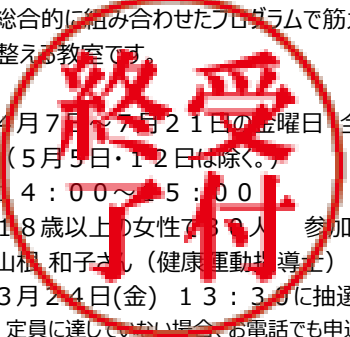 総合的に組み合わせたプログラムで筋
整える教室です。
４月７日～７月２１日の金曜日 全
（５月５日・１２日は除く。）
４：００～１５：００
１８歳以上の女性で３０人　参加
山根 和子さん（健康運動指導士）
３月２４日(金)　１３：３０に抽選
定員に達していない場合、お電話でも申込
受付
終了